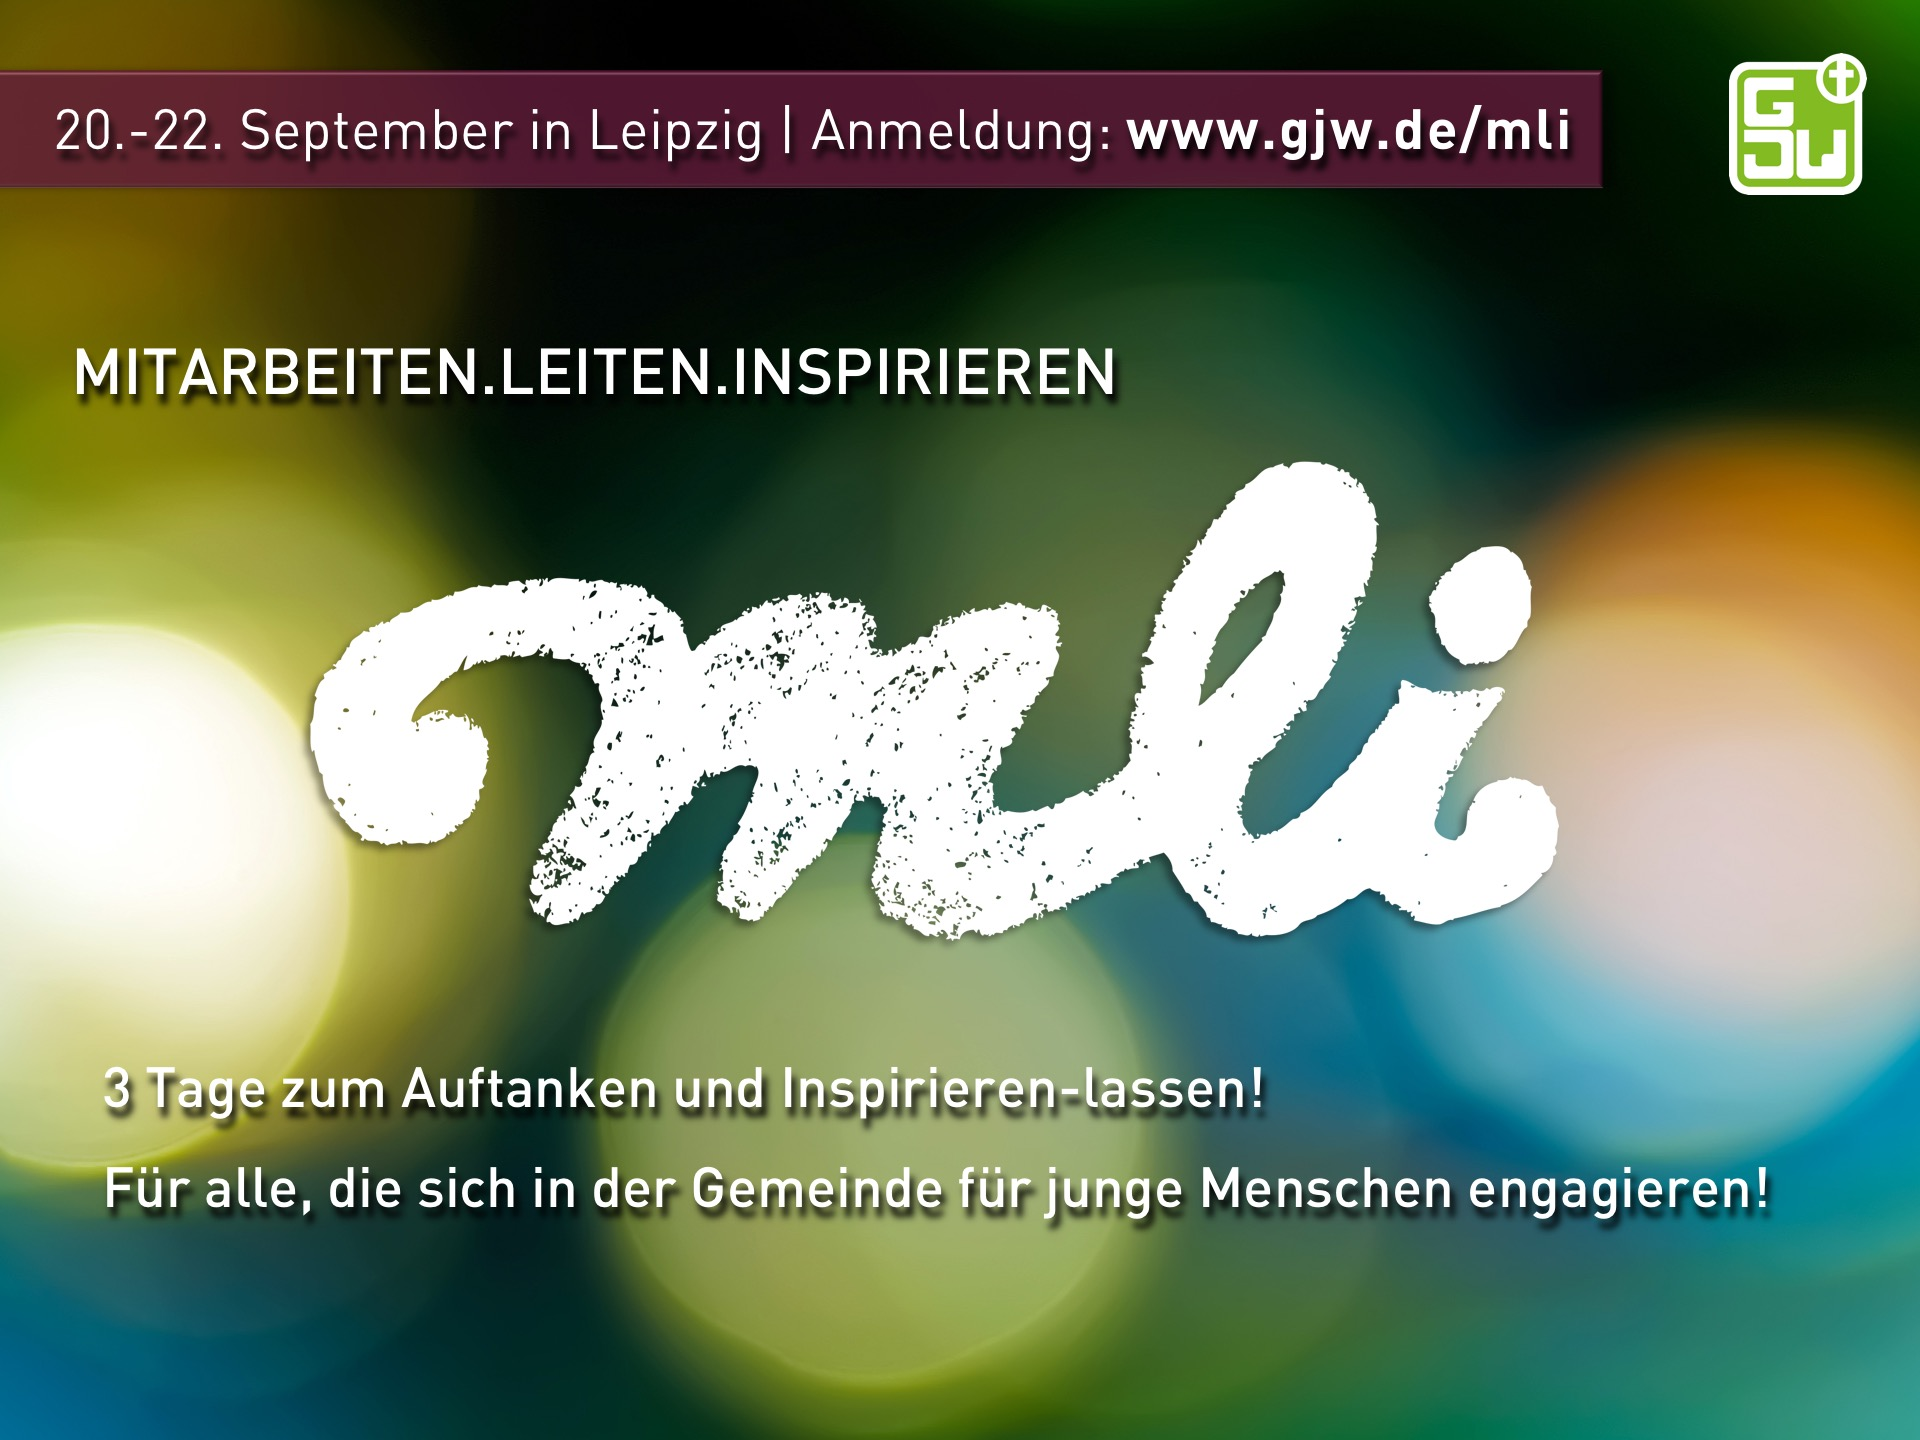 20.-22. September in Leipzig | Anmeldung: www.gjw.de/mli
GJW
MITARBEITEN.LEITEN.INSPIRIEREN
mli
3 Tage zum Auftanken und Inspirieren-lassen!
Für alle, die sich in der Gemeinde für junge Menschen engagieren!